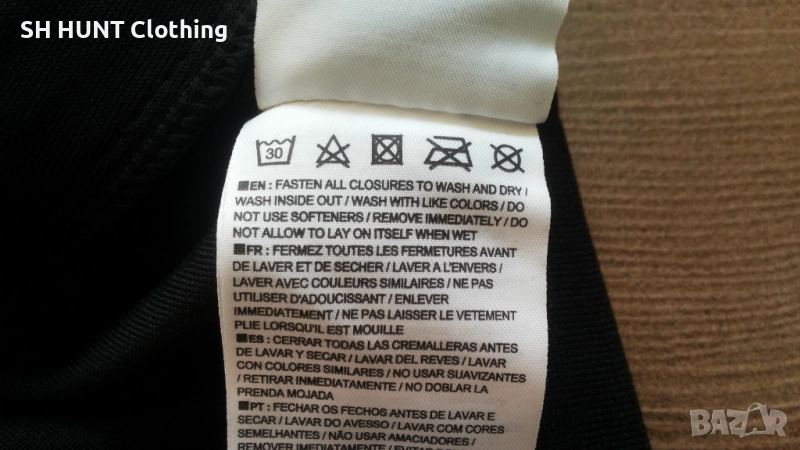 SH HUNT Clothing
30
EN : FASTEN ALL CLOSURES TO WASH AND DRY /
WASH INSIDE OUT / WASH WITH LIKE COLORS / DO
NOT USE SOFTENERS / REMOVE IMMEDIATELY / DO
NOT ALLOW TO LAY ON ITSELF WHEN WET
FR : FERMEZ TOUTES LES FERMETURES AVANT
DE LAVER ET DE SECHER / LAVER A L'ENVERS /
LAVER AVEC COULEURS SIMILAIRES / NE PAS
UTILISER D'ADOUCISSANT / ENLEVER
IMMEDIATEMENT / NE PAS LAISSER LE VETEMENT
PLIE LORSQU'IL EST MOUILLE
ES : CERRAR TODAS LAS CREMALLERAS ANTES
DE LAVAR Y SECAR / LAVAR DEL REVES / LAVAR
CON COLORES SIMILARES / NO USAR SUAVIZANTES
/ RETIRAR INMEDIATAMENTE / NO DOBLAR LA
PRENDA MOJADA
PT : FECHAR OS FECHOS ANTES DE LAVAR E
SECAR / LAVAR DO AVESSO / LAVAR COM CORES
SEMELHANTES / NÃO USAR AMACIADORES /
REMOVER IMEDIATAMENTE / EVITAR
BAZAR